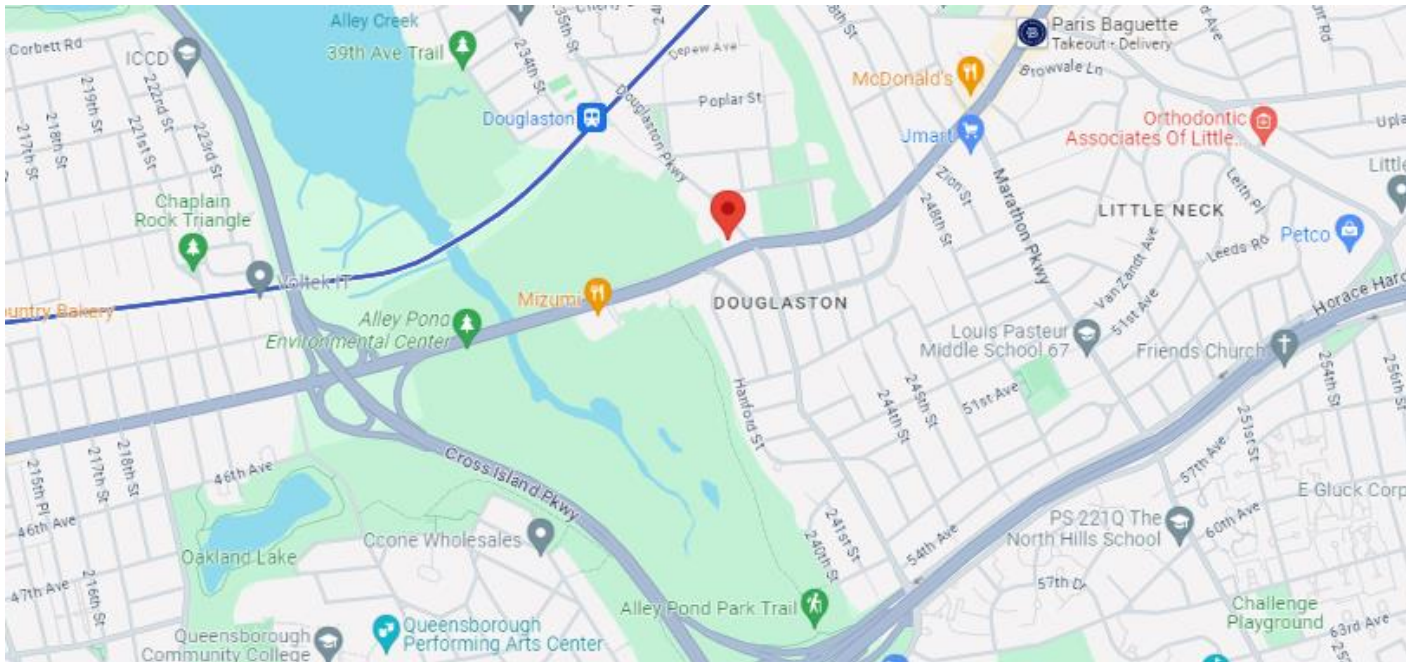 Alley Creek
39th Ave Trail
Corbett Rd
ICCD
219th St
218th St
217th St
222nd St
221st St
223rd St
234th St
235th St
Depew Ave
Poplar St
Douglaston
Douglaston Pkwy
Paris Baguette
Takeout • Delivery
McDonald's
Browvale Ln
Jmart
Orthodontic
Associates Of Little...
Zion St
248th St
Marathon Pkwy
LITTLE NECK
Leith Pl
Leeds Rd
Petco
Van Zandt Ave
51st Ave
Chaplain
Rock Triangle
Voltek IT
Mizumi
Alley Pond
Environmental Center
DOUGLASTON
Louis Pasteur
Middle School 67
Friends Church
254th St
256th St
251st St
Hanford St
244th St
245th St
51st Ave
Cross Island Pkwy
215th Pl
217th St
218th St
46th Ave
46th Ave
47th Ave
216th St
Oakland Lake
Ccone Wholesales
240th St
241st St
54th Ave
57th Ave
60th Ave
E Gluck Corp
PS 221Q The
North Hills School
57th Dr
Alley Pond Park Trail
Challenge
Playground
63rd Ave
Queensborough
Community College
Queensborough
Performing Arts Center